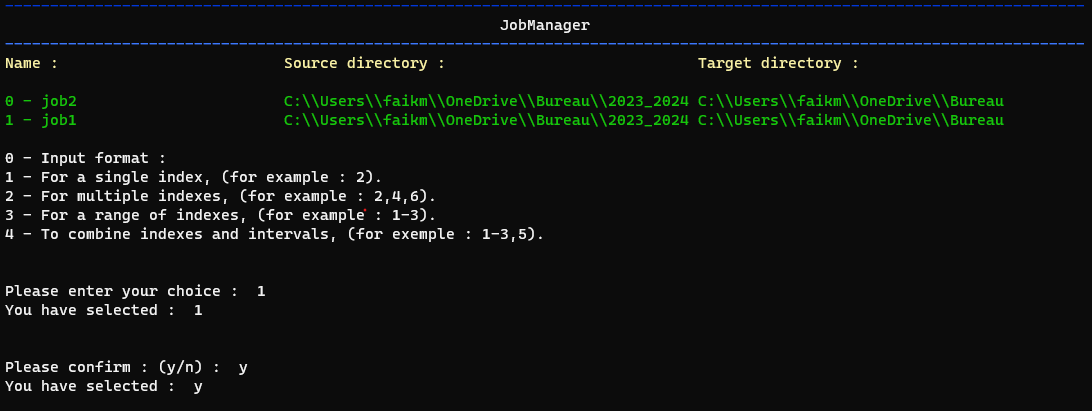 JobManager
Name : Source directory : Target directory :
0 - job2 C:\\Users\\faikm\\OneDrive\\Bureau\\2023_2024 C:\\Users\\faikm\\OneDrive\\Bureau
1 - job1 C:\\Users\\faikm\\OneDrive\\Bureau\\2023_2024 C:\\Users\\faikm\\OneDrive\\Bureau
0 - Input format :
1 - For a single index, (for example : 2).
2 - For multiple indexes, (for example : 2,4,6).
3 - For a range of indexes, (for example : 1-3).
4 - To combine indexes and intervals, (for exemple : 1-3,5).
Please enter your choice : 1
You have selected : 1
Please confirm : (y/n) : y
You have selected : y